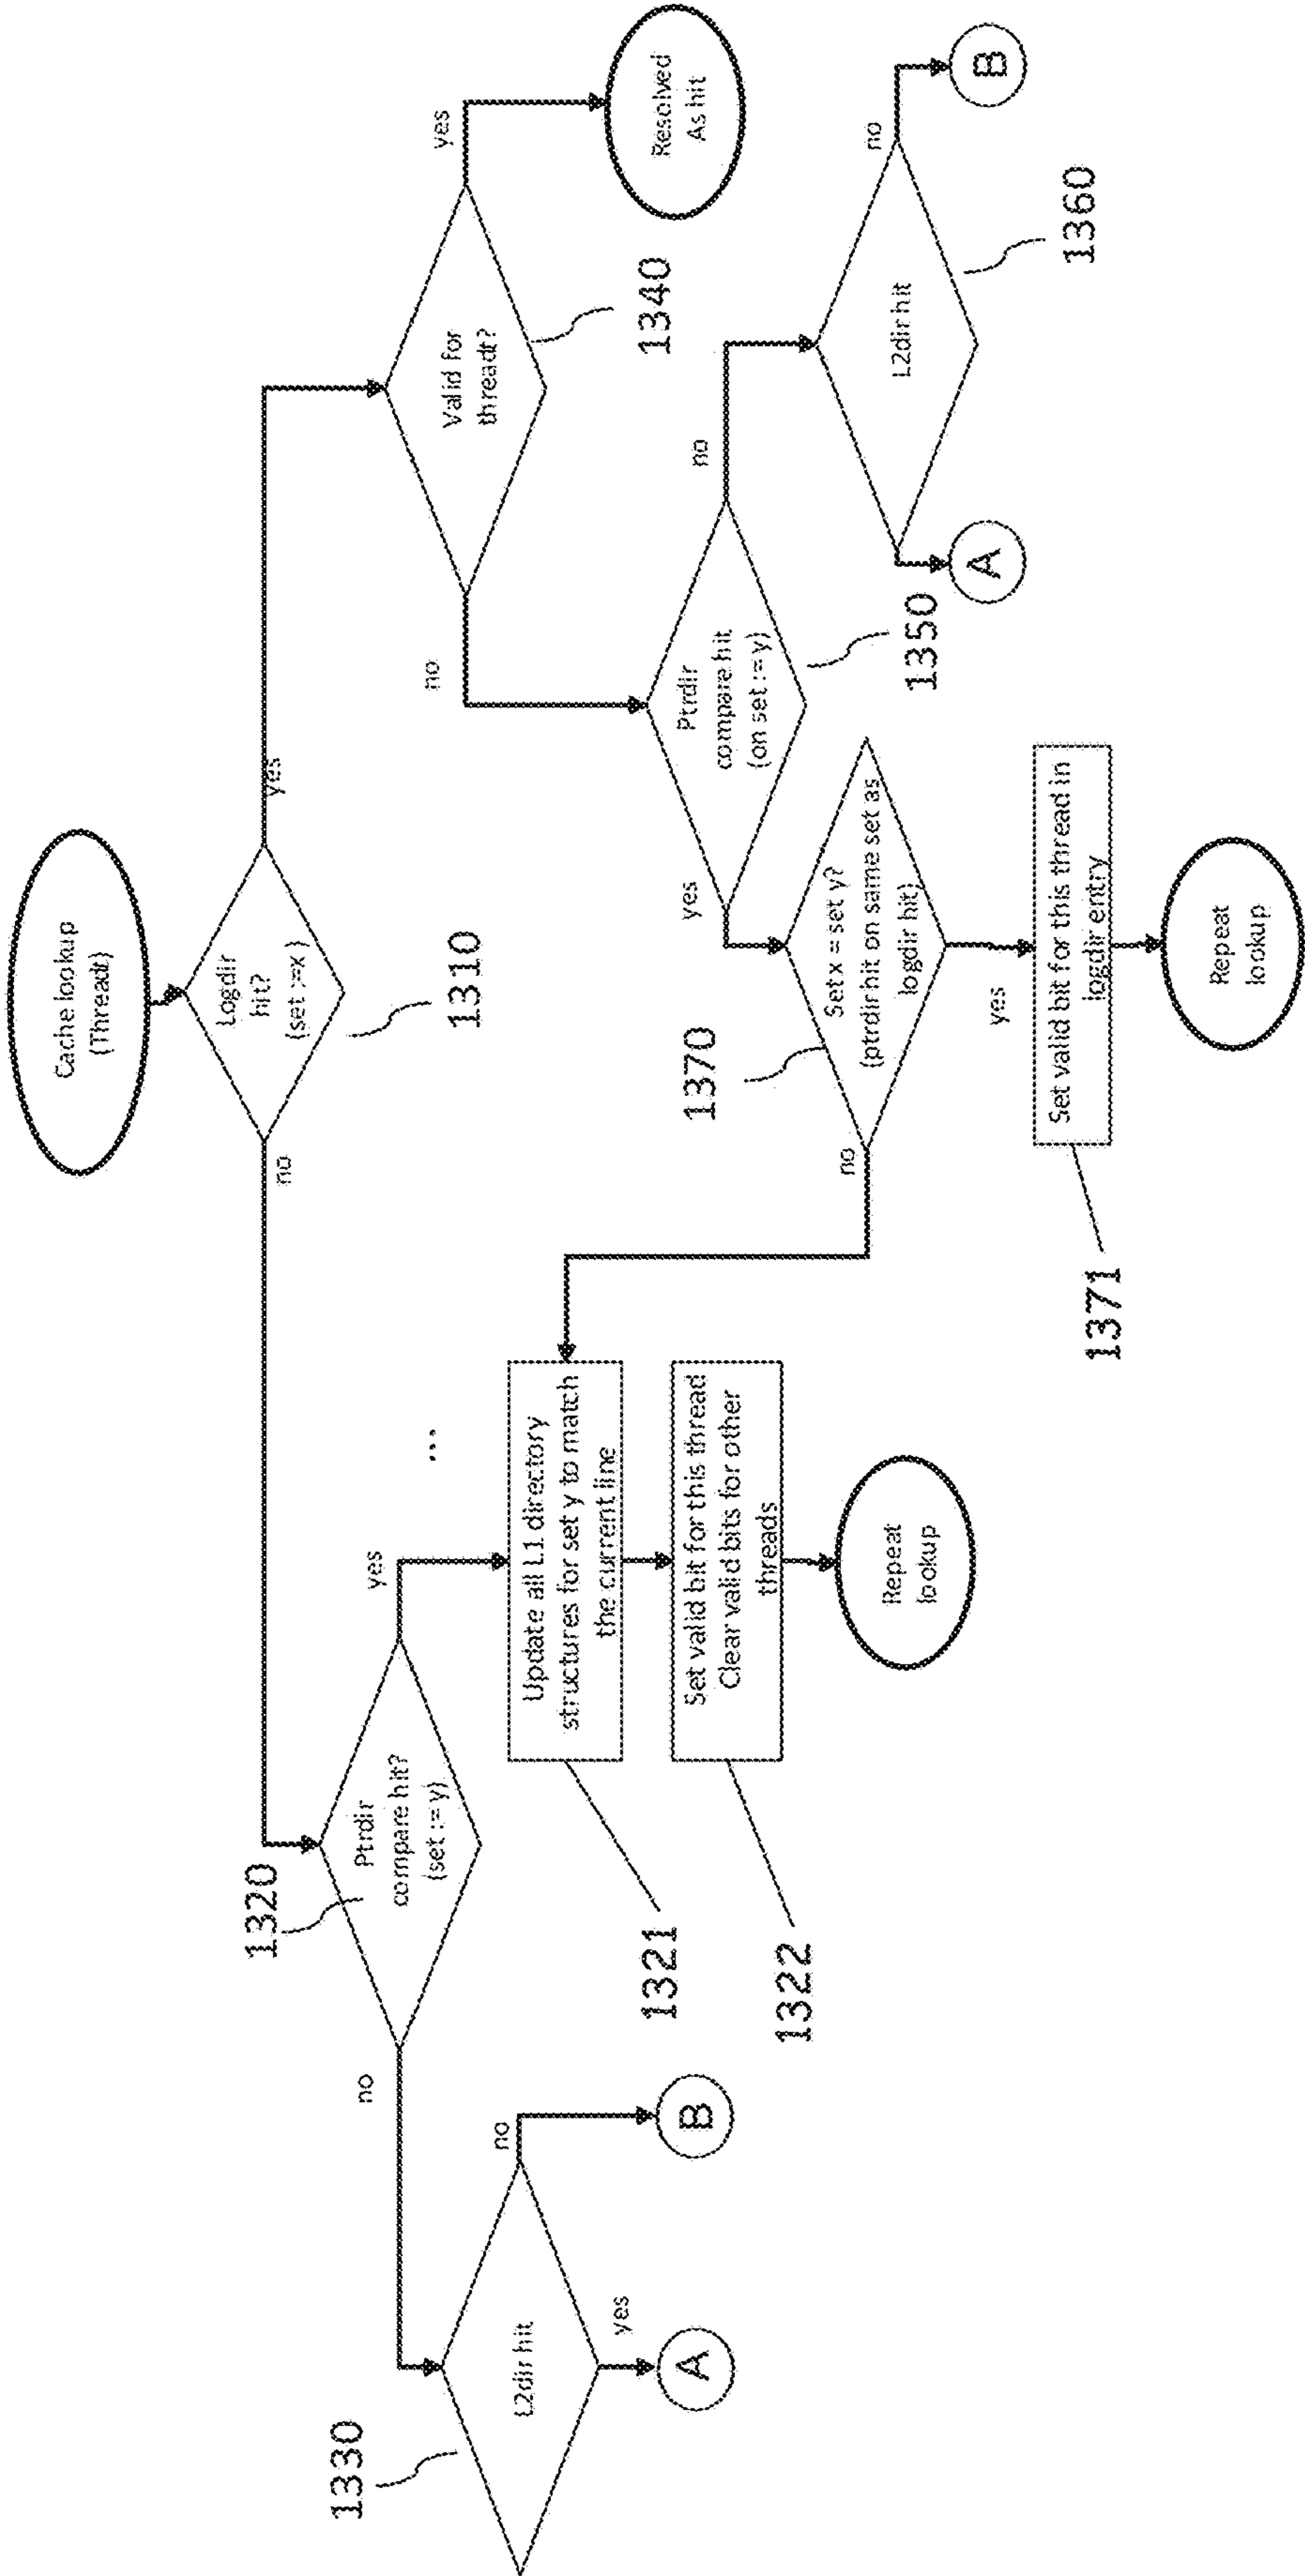 Cache lookup
(Threadt)
Logdir
hit?
(set :=x)
1310
no
yes
1320
Ptrdir
compare hit?
(set := y)
no
yes
1330
L2dir hit
no
yes
A
B
...
1321
Update all L1 directory
structures for set y to match
the current line
1322
Set valid bit for this thread
Clear valid bits for other
threads
Repeat
lookup
Valid for
threadt?
1340
no
yes
Resolved
As hit
Ptrdir
compare hit
(on set := y)
1350
yes
no
L2dir hit
1360
no
A
B
1370
Set x = set y?
(ptrdir hit on same set as
logdir hit)
no
yes
1371
Set valid bit for this thread in
logdir entry
Repeat
lookup